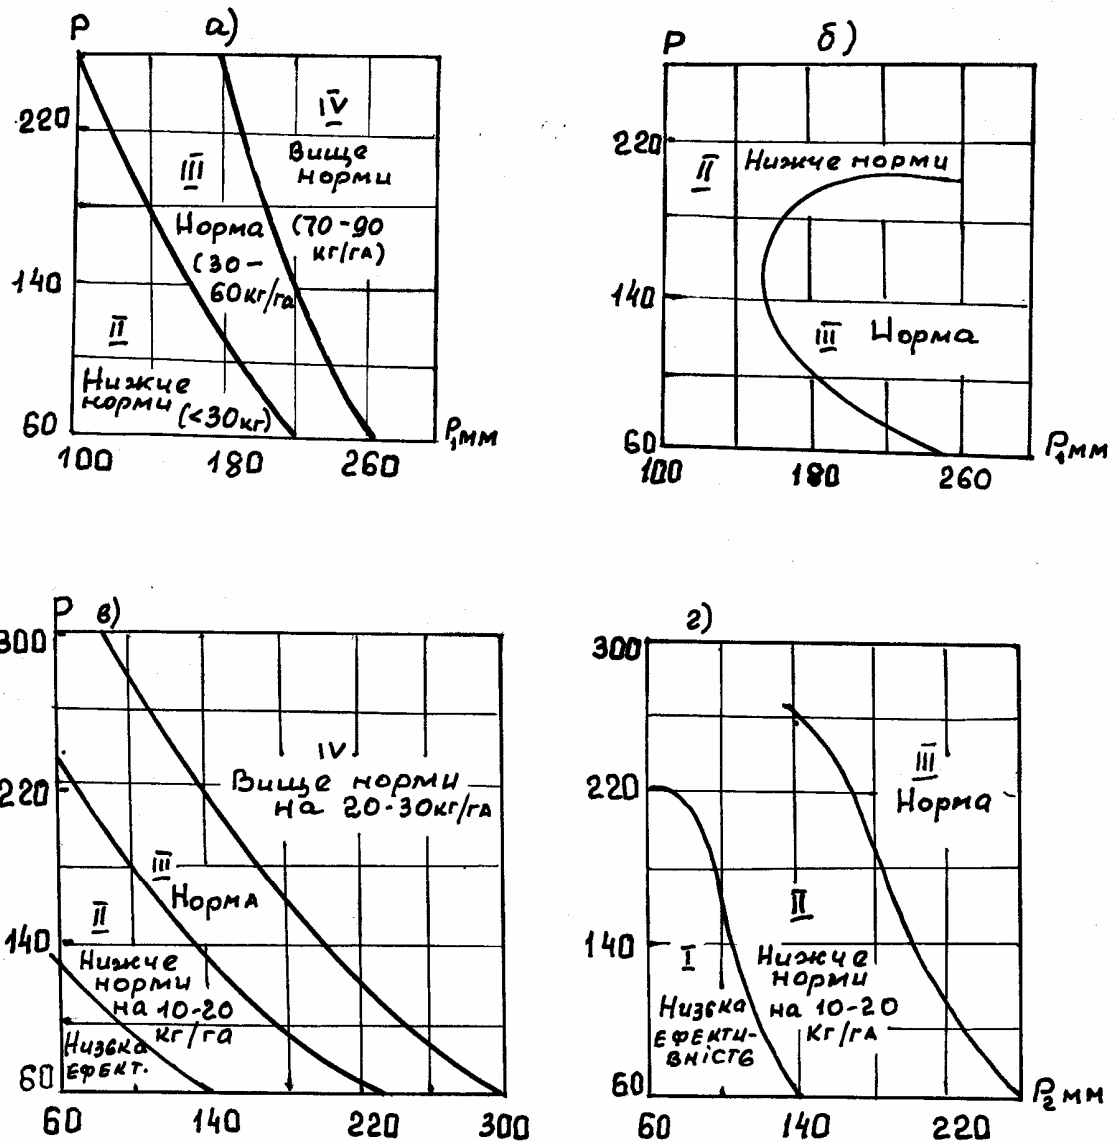 P
а)
220
140
60
100
180
260
P₁мм
IV
Вище
норми
(70-90
кг/га)
III
Норма
(30-
60кг/га
II
Нижче
норми (<30кг)
P
б)
220
140
60
100
180
260
P₁мм
II Нижче норми
III Норма
P
в)
300
220
140
60
60
140
220
300
IV
Вище норми
на 20-30кг/га
III
Норма
II
Нижче
норми
на 10-20
кг/га
Низька
ефект.
г)
300
220
140
60
60
140
220
P₂мм
III
Норма
II
Нижче
норми
на 10-20
кг/га
I
Низька
ефекти-
вність